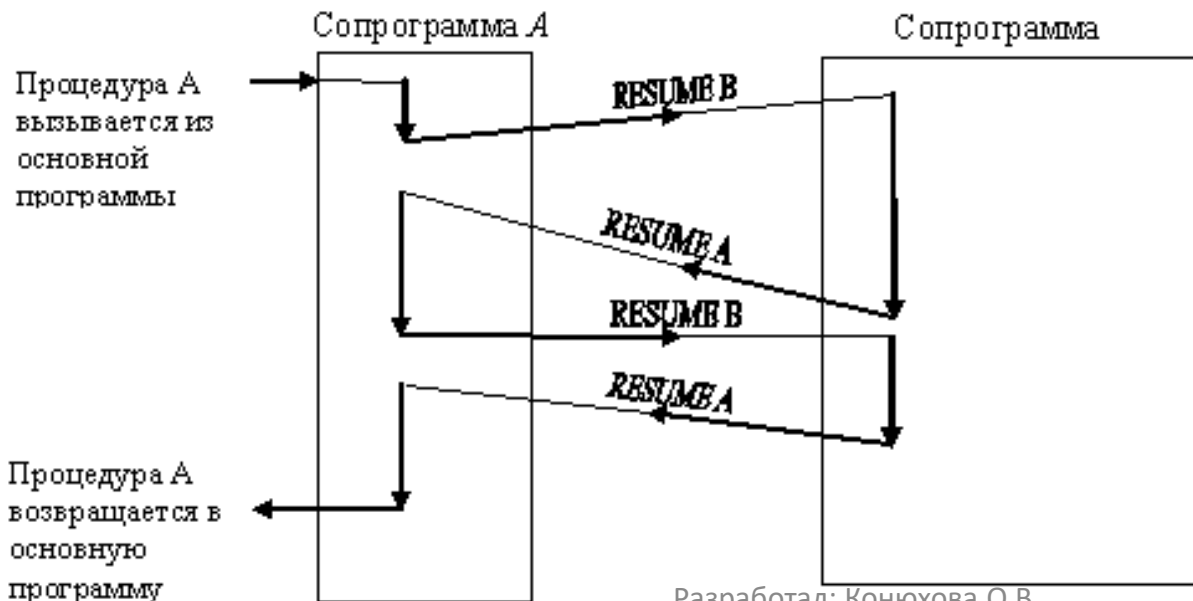 Сопрограмма A
Сопрограмма
Процедура А
вызывается из
основной
программы
RESUME B
RESUME A
RESUME B
RESUME A
Процедура А
возвращается в
основную
программу
Разработал: Конюхова О.В.